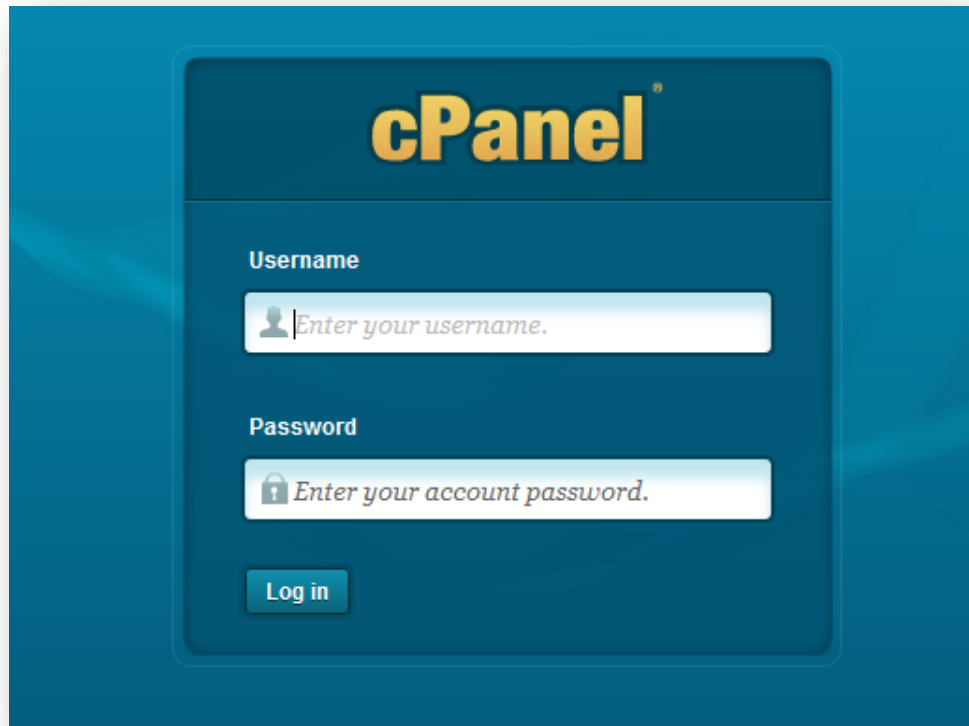 cPanel®
Username
Enter your username.
Password
Enter your account password.
Log in